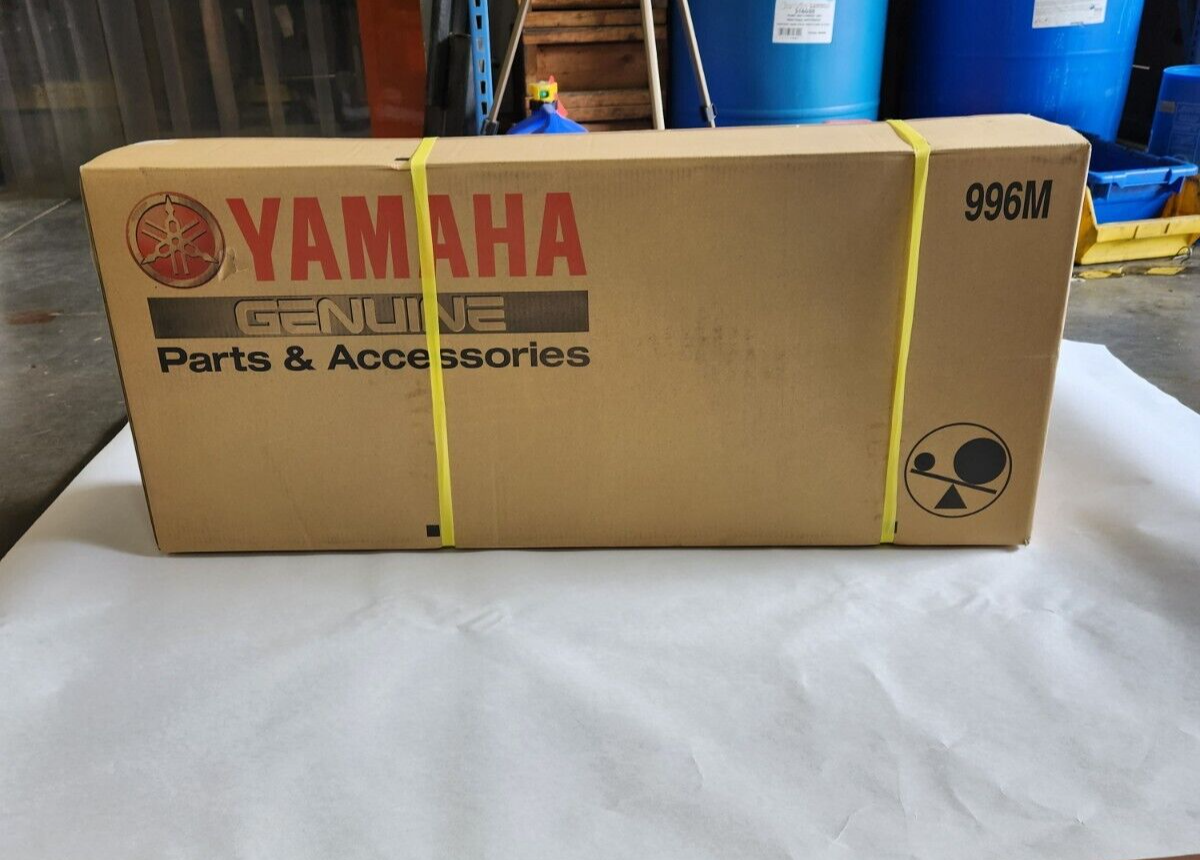 YAMAHA
GENUINE
Parts & Accessories
996M